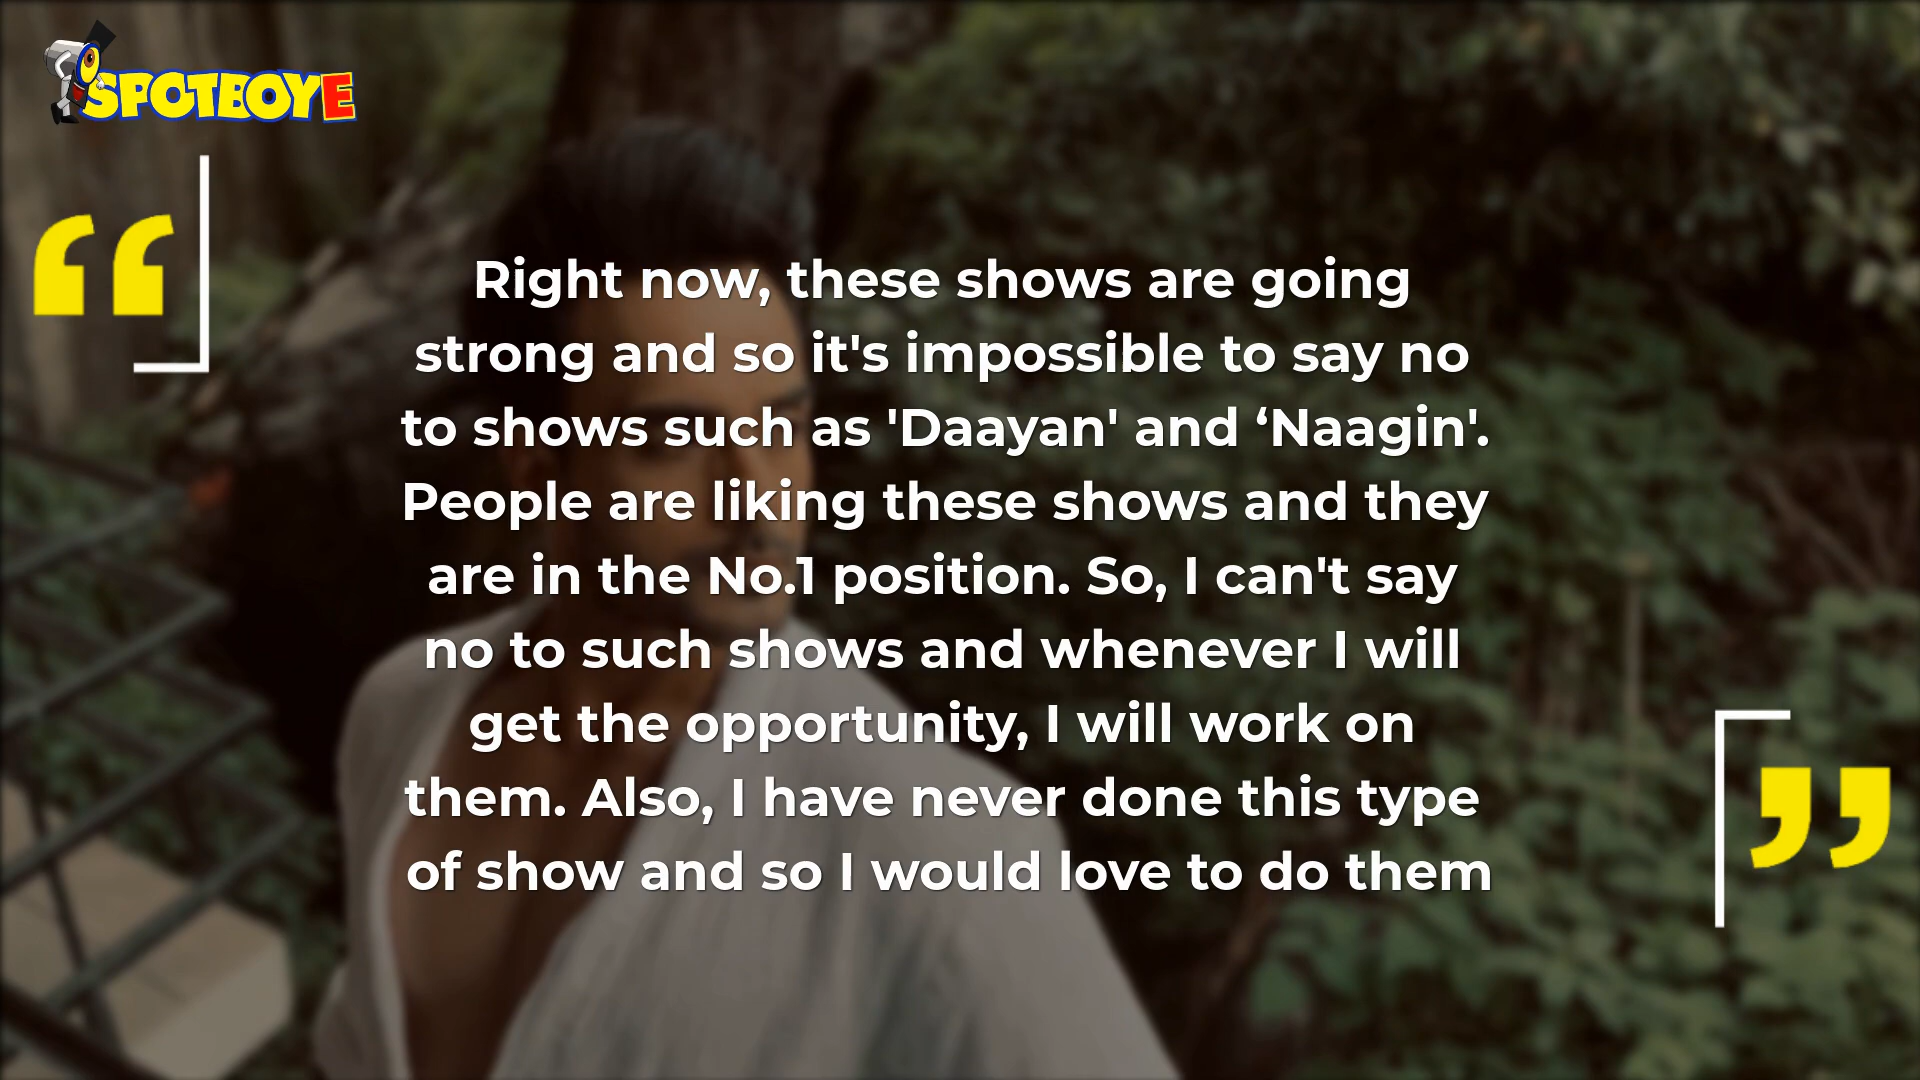 SPOTBOYE
Right now, these shows are going
strong and so it's impossible to say no
to shows such as 'Daayan' and ‘Naagin'.
People are liking these shows and they
are in the No.1 position. So, I can't say
no to such shows and whenever I will
get the opportunity, I will work on
them. Also, I have never done this type
of show and so I would love to do them